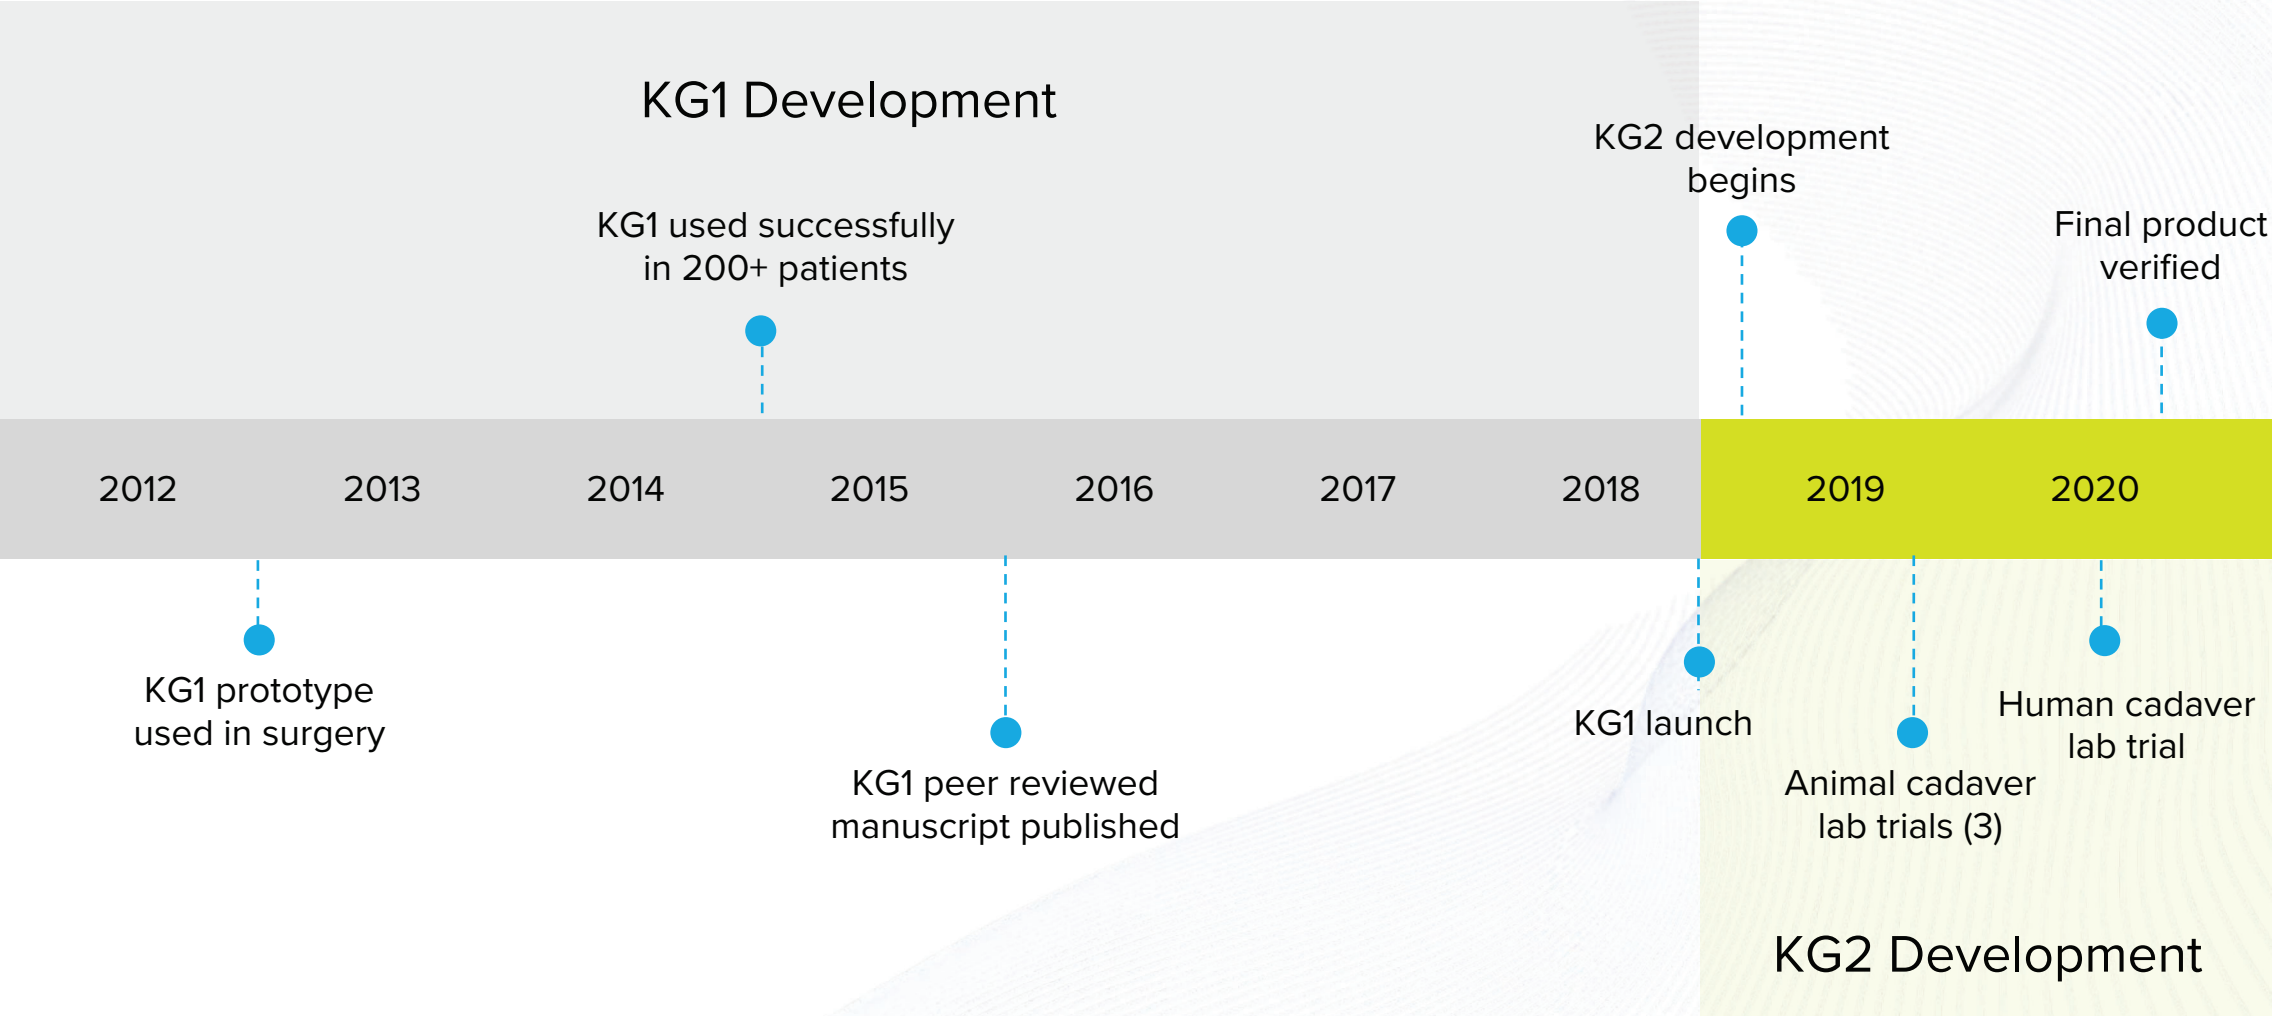 KG1 Development
KG2 development
begins
KG1 used successfully
in 200+ patients
Final product
verified
2012 2013 2014 2015 2016 2017 2018 2019 2020
KG1 prototype
used in surgery
KG1 peer reviewed
manuscript published
KG1 launch
Animal cadaver
lab trials (3)
Human cadaver
lab trial
KG2 Development